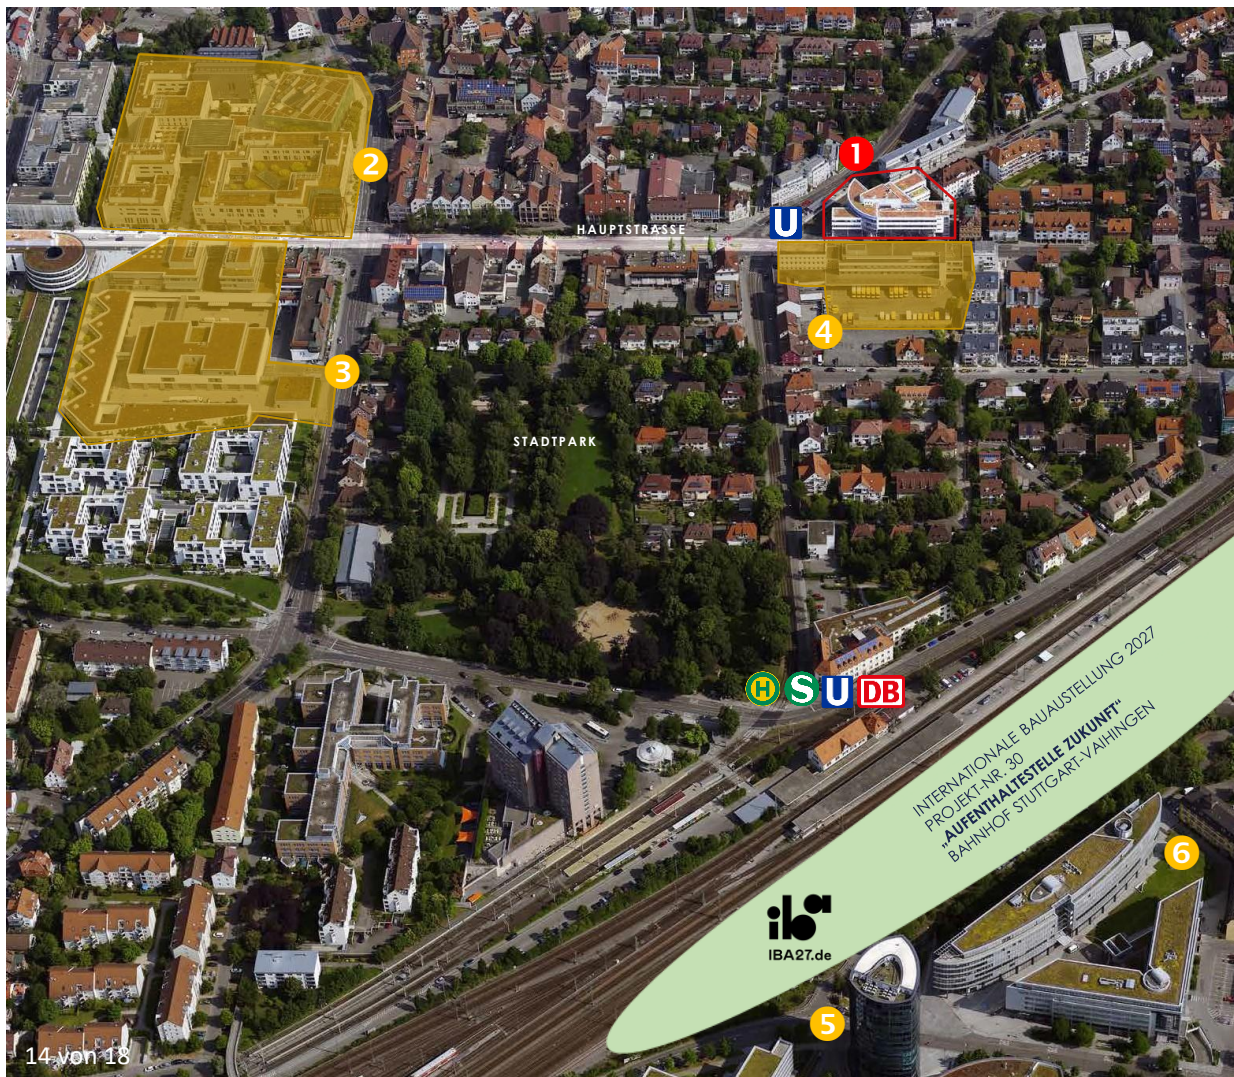 1
2
U
HAUPTSTRASSE
4
3
STADTPARK
H S U DB
INTERNATIONALE BAUAUSTELLUNG 2027
PROJEKT-NR. 30
„AUFENTHALTESTELLE ZUKUNFT“
BAHNHOF STUTTGART-VAIHINGEN
6
iba
IBA27.de
5
14 von 18